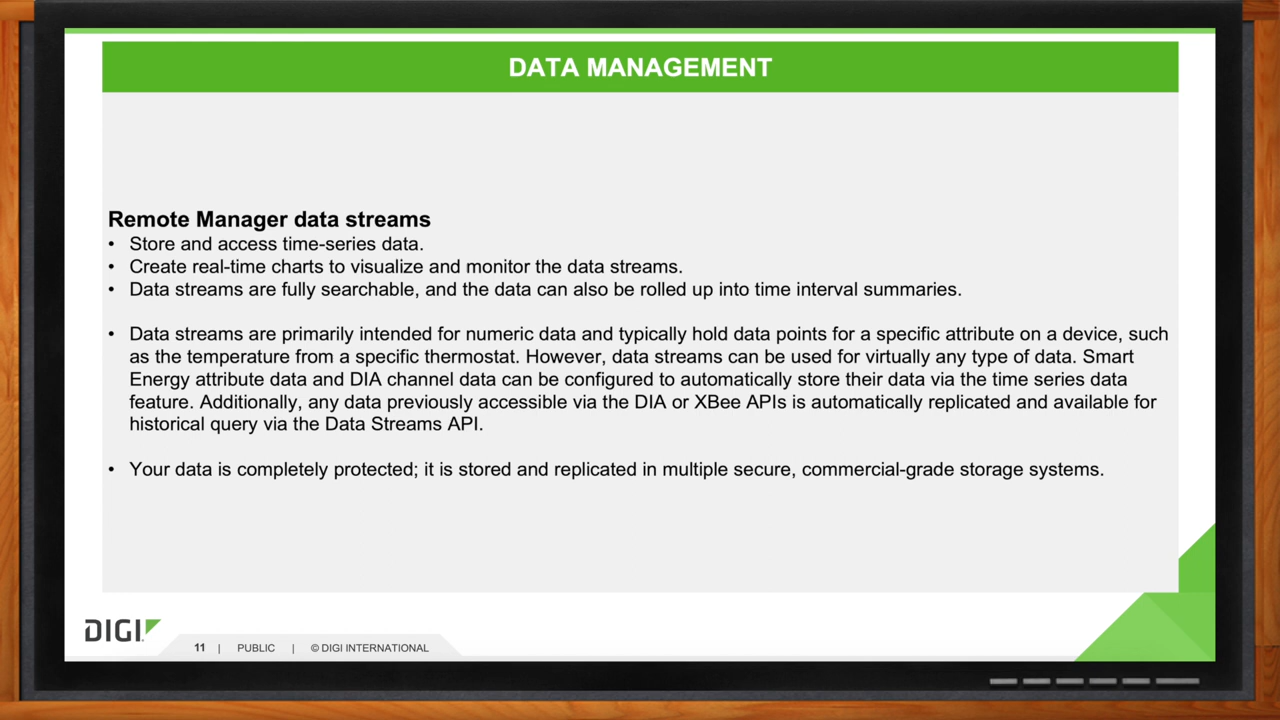 DATA MANAGEMENT
Remote Manager data streams
• Store and access time-series data.
• Create real-time charts to visualize and monitor the data streams.
• Data streams are fully searchable, and the data can also be rolled up into time interval summaries.
• Data streams are primarily intended for numeric data and typically hold data points for a specific attribute on a device, such
as the temperature from a specific thermostat. However, data streams can be used for virtually any type of data. Smart
Energy attribute data and DIA channel data can be configured to automatically store their data via the time series data
feature. Additionally, any data previously accessible via the DIA or XBee APIs is automatically replicated and available for
historical query via the Data Streams API.
• Your data is completely protected; it is stored and replicated in multiple secure, commercial-grade storage systems.
DIGI
11 | PUBLIC | © DIGI INTERNATIONAL